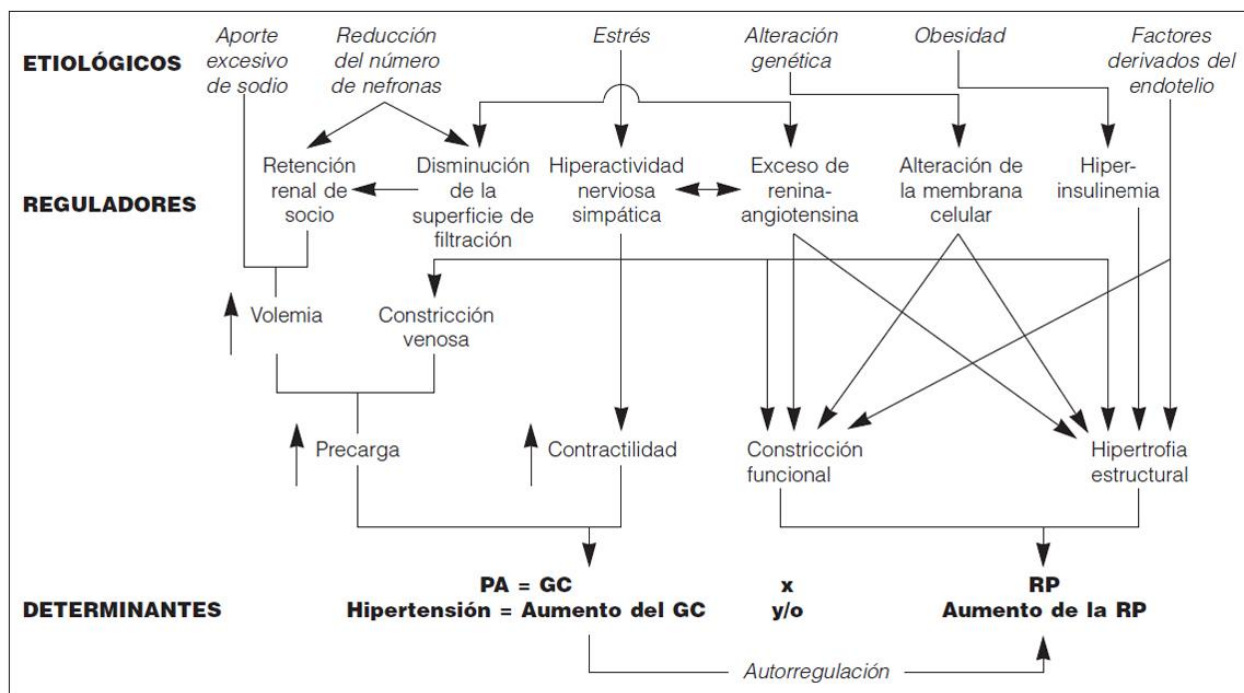 ETIOLÓGICOS
Aporte
excesivo
de sodio
Reducción
del número
de nefronas
Estrés
Alteración
genética
Obesidad
Factores
derivados del
endotelio
REGULADORES
Retención
renal de
socio
Disminución
de la
superficie de
filtración
Hiperactividad
nerviosa
simpática
Exceso de
renina-
angiotensina
Alteración de
la membrana
celular
Hiper-
insulinemia
Volemia
Constricción
venosa
Precarga
Contractilidad
Constricción
funcional
Hipertrofia
estructural
DETERMINANTES
PA = GC x RP
Hipertensión = Aumento del GC y/o Aumento de la RP
Autorregulación